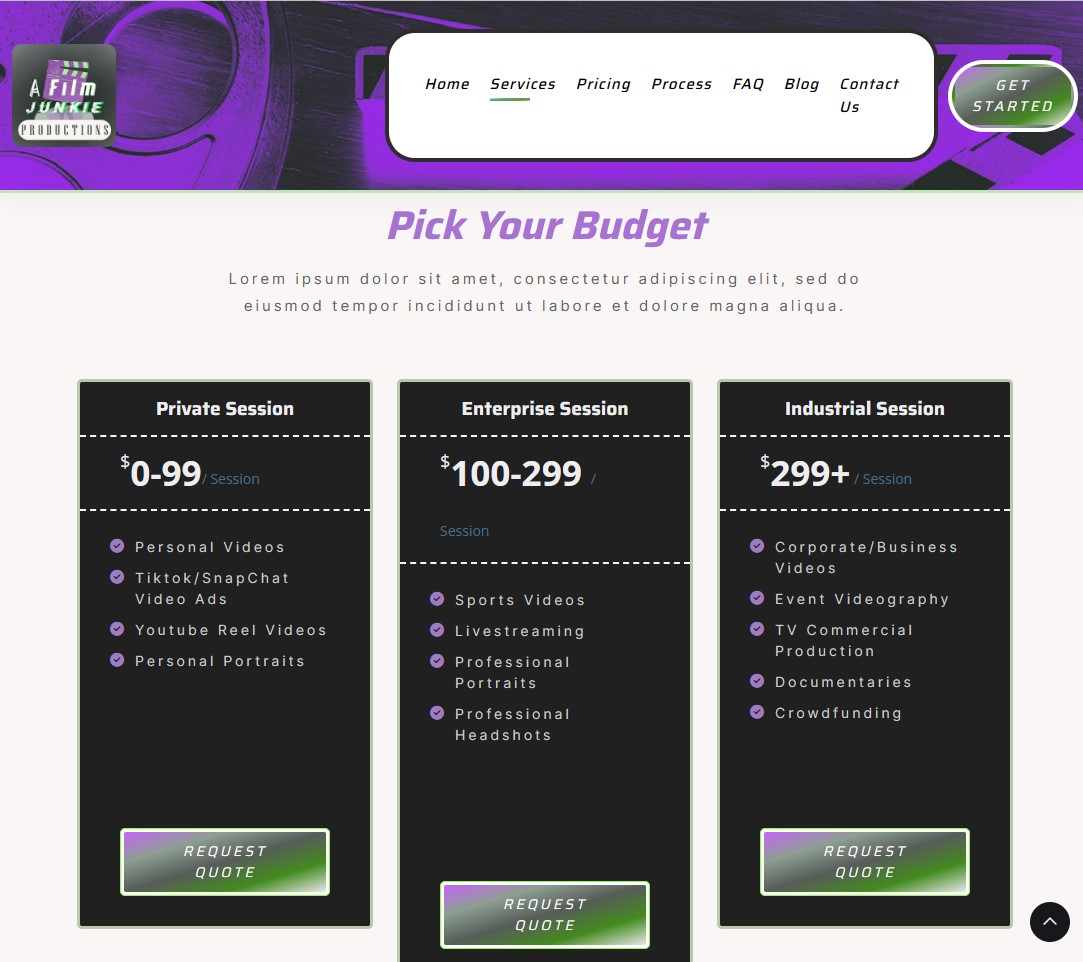 A Film
JUNKIE
PRODUCTIONS
Home Services Pricing Process FAQ Blog Contact
Us
GET
STARTED
Pick Your Budget
Lorem ipsum dolor sit amet, consectetur adipiscing elit, sed do
eiusmod tempor incididunt ut labore et dolore magna aliqua.
Private Session
$0-99/ Session
Personal Videos
Tiktok/SnapChat
Video Ads
Youtube Reel Videos
Personal Portraits
REQUEST
QUOTE
Enterprise Session
$100-299 /
Session
Sports Videos
Livestreaming
Professional
Portraits
Professional
Headshots
REQUEST
QUOTE
Industrial Session
$299+ / Session
Corporate/Business
Videos
Event Videography
TV Commercial
Production
Documentaries
Crowdfunding
REQUEST
QUOTE